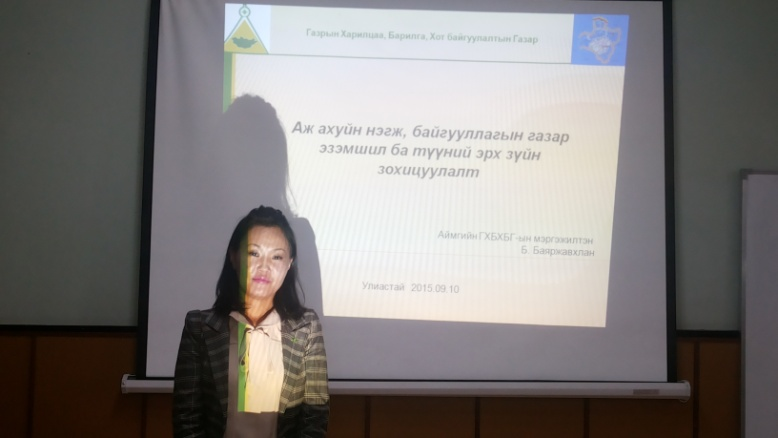 Газрын Харилцаа, Барилга, Хот байгуулалтын Газар
Аж ахуйн нэгж, байгууллагын газар
эзэмшил ба түүний эрх зүйн
зохицуулалт
Аймгийн ГХБХБГ-ын мэргэжилтэн
Б. Баяржавхлан
Улиастай 2015.09.10